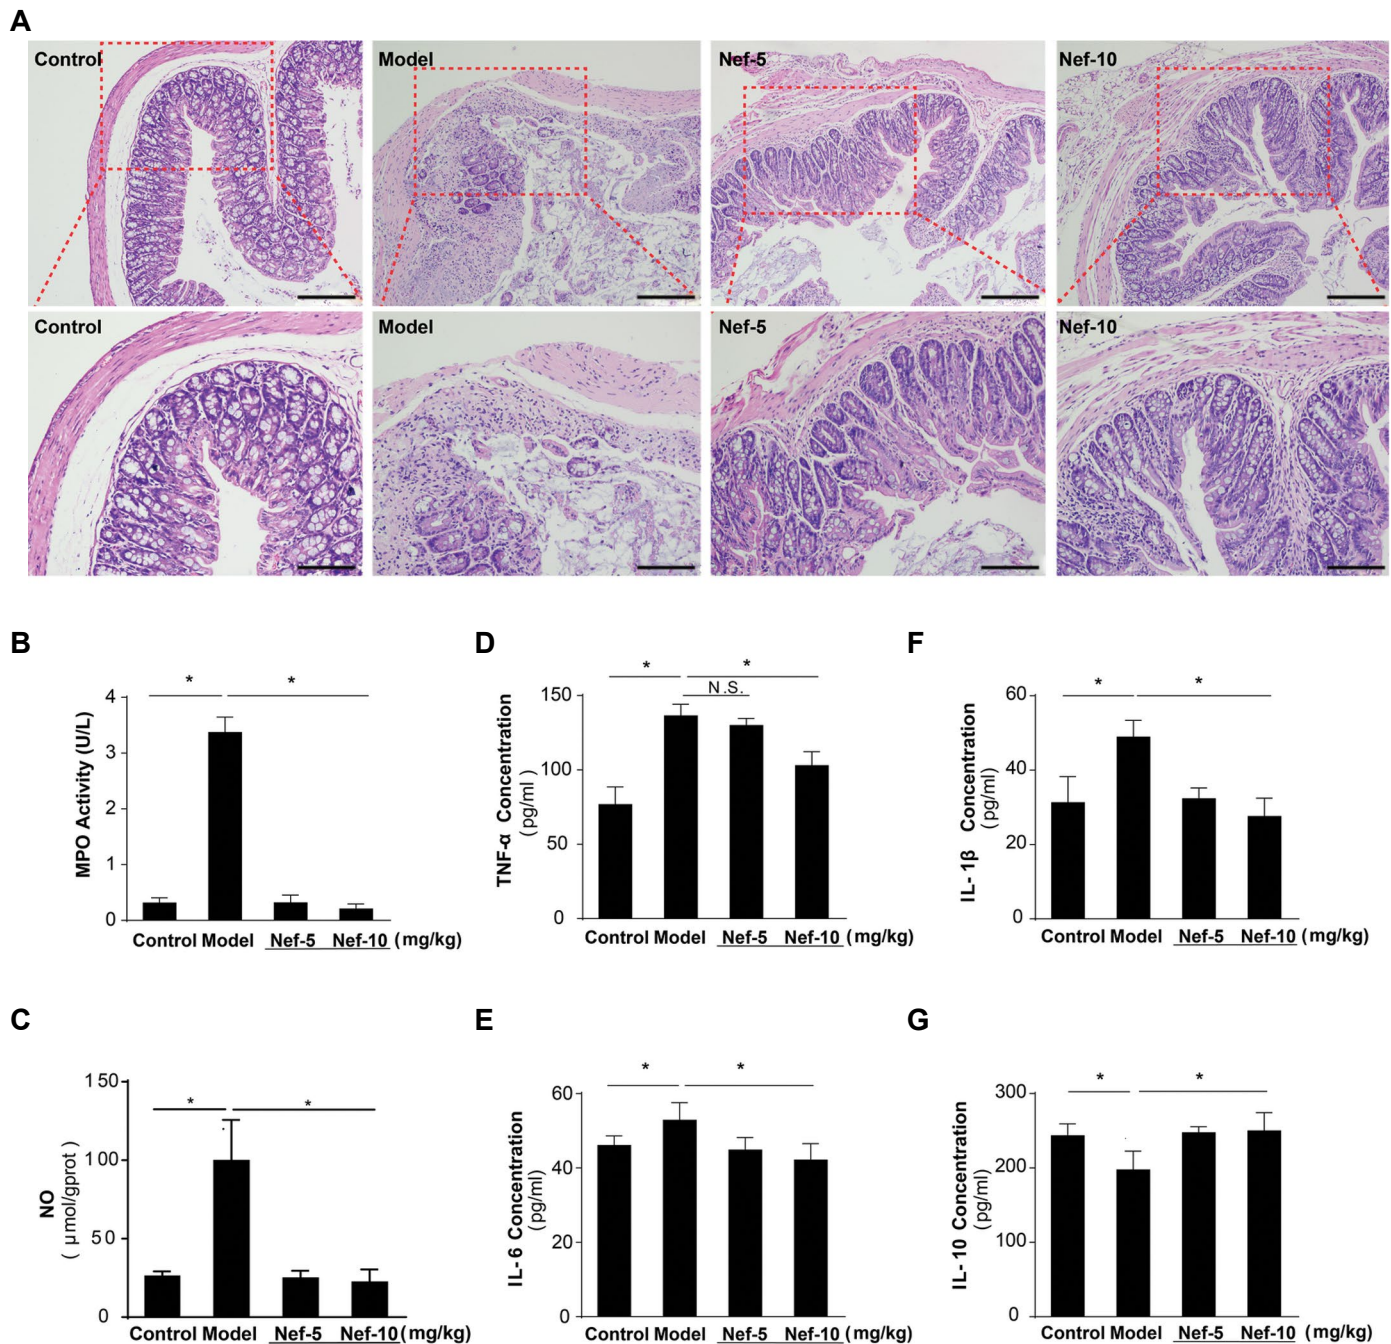 A
Control
Model
Nef-5
Nef-10
Control
Model
Nef-5
Nef-10
B
MPO Activity (U/L)
4
3
2
1
0
*
*
Control Model Nef-5 Nef-10 (mg/kg)
D
TNF-α Concentration
(pg/ml)
150
100
50
0
*
*
N.S.
Control Model Nef-5 Nef-10 (mg/kg)
F
IL-1β Concentration
(pg/ml)
60
40
20
0
*
*
Control Model Nef-5 Nef-10 (mg/kg)
C
NO
(μmol/gprot)
150
100
50
0
*
*
Control Model Nef-5 Nef-10 (mg/kg)
E
IL-6 Concentration
(pg/ml)
60
40
20
0
*
*
Control Model Nef-5 Nef-10 (mg/kg)
G
IL-10 Concentration
(pg/ml)
300
200
100
0
*
*
Control Model Nef-5 Nef-10 (mg/kg)